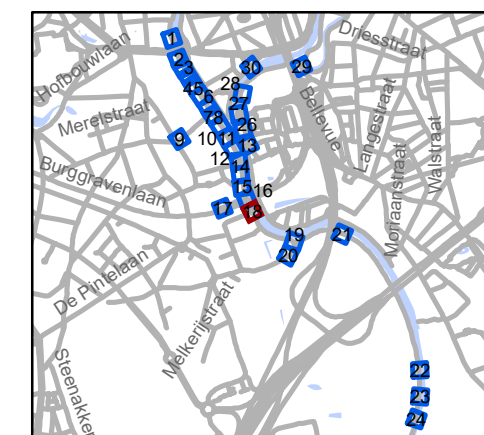 1
Hofbouwlaan
Driesstraat
2
3
30
29
28
4
5
6
27
Bellevue
Merelstraat
7
8
26
Langestraat
Walstraat
9
10
11
13
12
14
Burggravenlaan
15
16
17
18
Moriaanstraat
19
21
20
De Pintelaan
Melkerijstraat
Steenakker
22
23
24